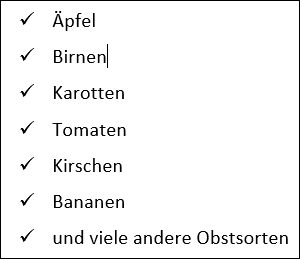 ✓ Äpfel
✓ Birnen
✓ Karotten
✓ Tomaten
✓ Kirschen
✓ Bananen
✓ und viele andere Obstsorten